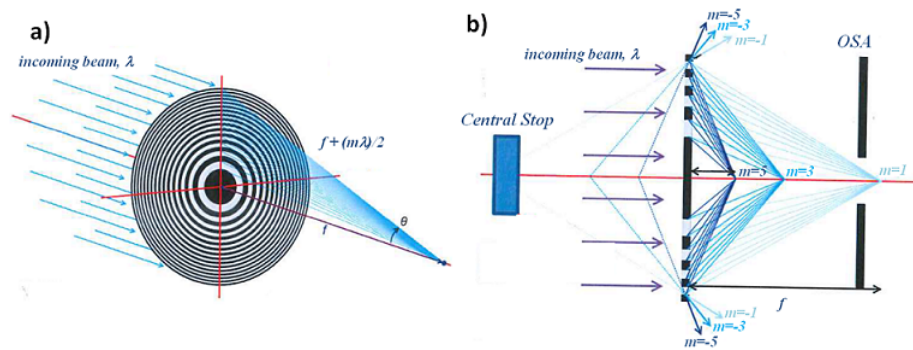 a)
incoming beam, λ
f + (mλ)/2
θ
f
b)
m=-5
m=-3
m=-1
incoming beam, λ
OSA
Central Stop
m=5
m=3
m=1
f
m=-1
m=-3
m=-5